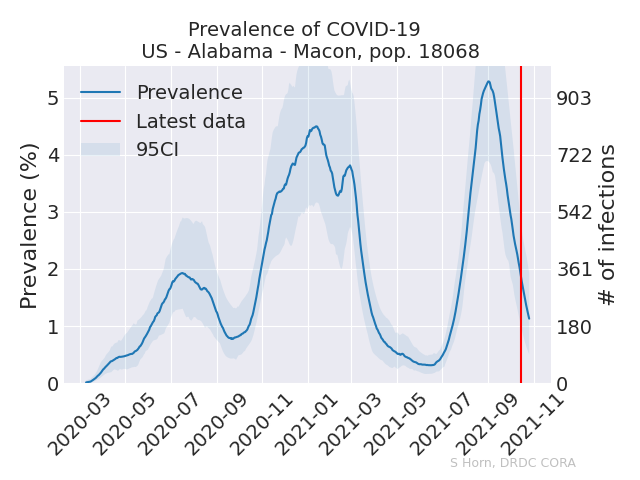 Prevalence of COVID-19
US - Alabama - Macon, pop. 18068
Prevalence
Latest data
95CI
Prevalence (%)
5
4
3
2
1
0
903
722
542
361
180
0
# of infections
2020-03
2020-05
2020-07
2020-09
2020-11
2021-01
2021-03
2021-05
2021-07
2021-09
2021-11
S Horn, DRDC CORA